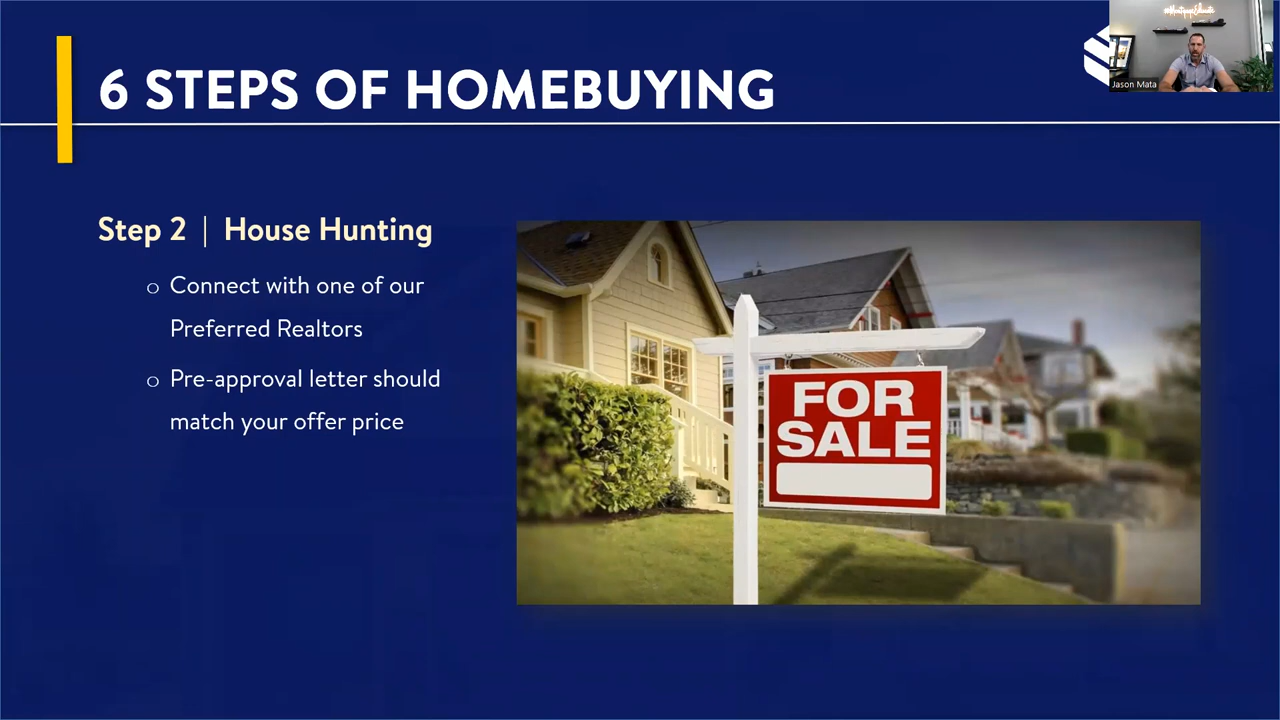 6 STEPS OF HOMEBUYING
Jason Mata
Step 2 | House Hunting
o Connect with one of our
Preferred Realtors
o Pre-approval letter should
match your offer price
FOR
SALE